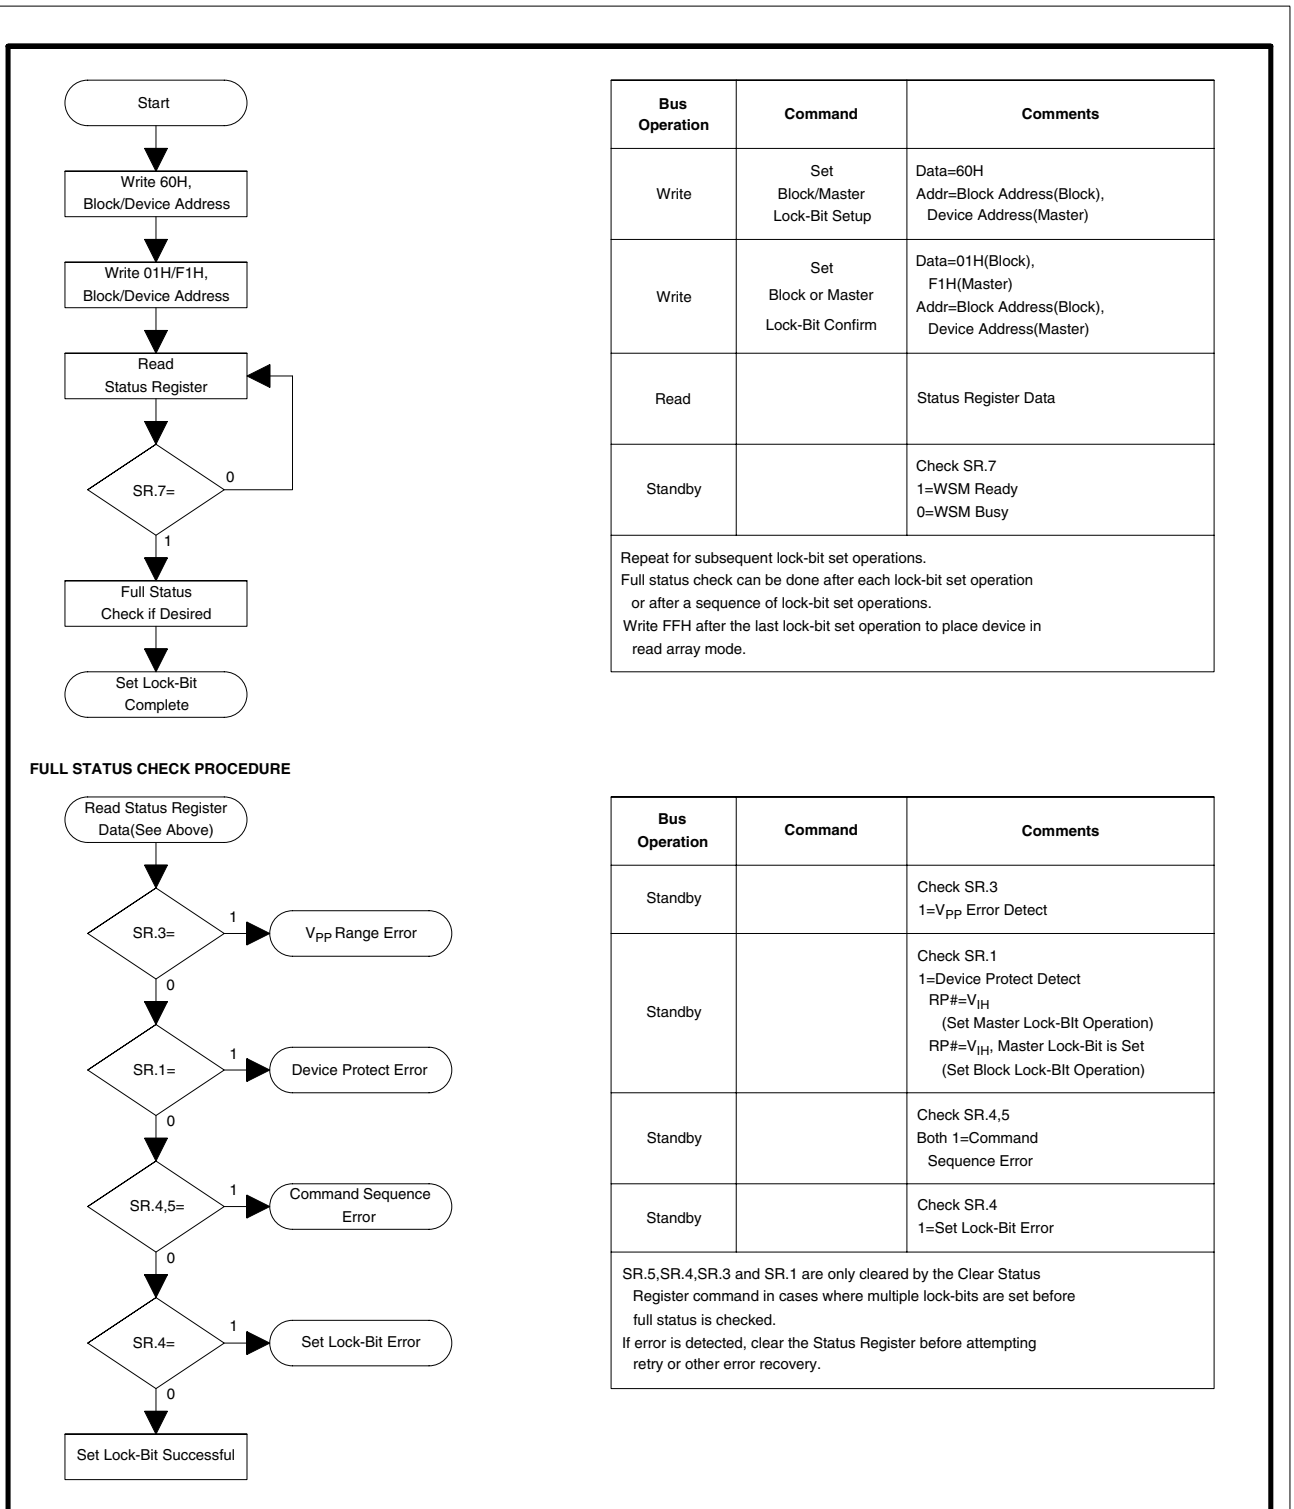 Start
Write 60H,
Block/Device Address
Write 01H/F1H,
Block/Device Address
Read
Status Register
SR.7=
0
1
Full Status
Check if Desired
Set Lock-Bit
Complete
Bus
Operation
Command
Comments
Write
Set
Block/Master
Lock-Bit Setup
Data=60H
Addr=Block Address(Block),
Device Address(Master)
Write
Set
Block or Master
Lock-Bit Confirm
Data=01H(Block),
F1H(Master)
Addr=Block Address(Block),
Device Address(Master)
Read
Status Register Data
Standby
Check SR.7
1=WSM Ready
0=WSM Busy
Repeat for subsequent lock-bit set operations.
Full status check can be done after each lock-bit set operation
or after a sequence of lock-bit set operations.
Write FFH after the last lock-bit set operation to place device in
read array mode.
FULL STATUS CHECK PROCEDURE
Read Status Register
Data(See Above)
SR.3=
1
VPP Range Error
0
SR.1=
1
Device Protect Error
0
SR.4,5=
1
Command Sequence
Error
0
SR.4=
1
Set Lock-Bit Error
0
Set Lock-Bit Successful
Bus
Operation
Command
Comments
Standby
Check SR.3
1=VPP Error Detect
Standby
Check SR.1
1=Device Protect Detect
RP#=VIH
(Set Master Lock-BIt Operation)
RP#=VIH, Master Lock-Bit is Set
(Set Block Lock-BIt Operation)
Standby
Check SR.4,5
Both 1=Command
Sequence Error
Standby
Check SR.4
1=Set Lock-Bit Error
SR.5,SR.4,SR.3 and SR.1 are only cleared by the Clear Status
Register command in cases where multiple lock-bits are set before
full status is checked.
If error is detected, clear the Status Register before attempting
retry or other error recovery.